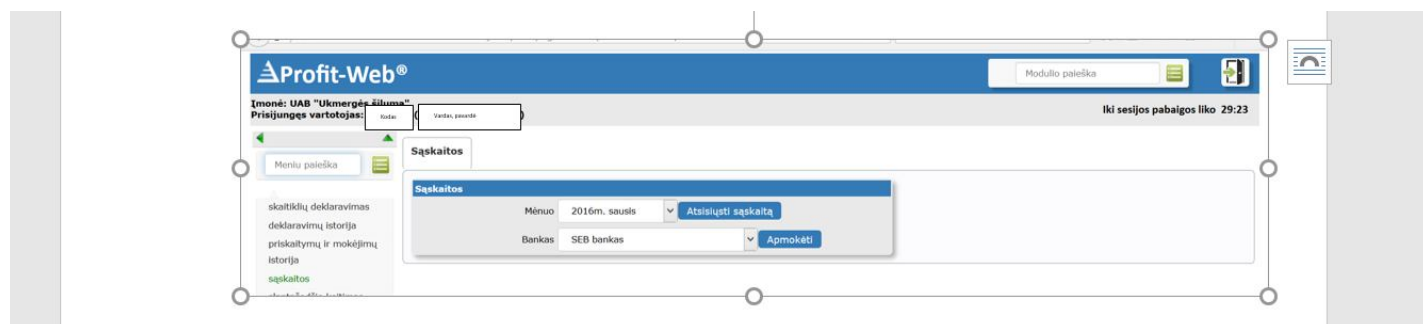 Profit-Web®
Modulio paieška
Įmonė: UAB "Ukmergės šiluma"
Prisijungęs vartotojas: Kodas ( Vardas, pavardė )
Iki sesijos pabaigos liko 29:23
Meniu paieška
Sąskaitos
Sąskaitos
Mėnuo 2016m. sausis Atsisiųsti sąskaitą
Bankas SEB bankas Apmokėti
skaitiklių deklaravimas
deklaravimų istorija
priskaitymų ir mokėjimų
istorija
sąskaitos